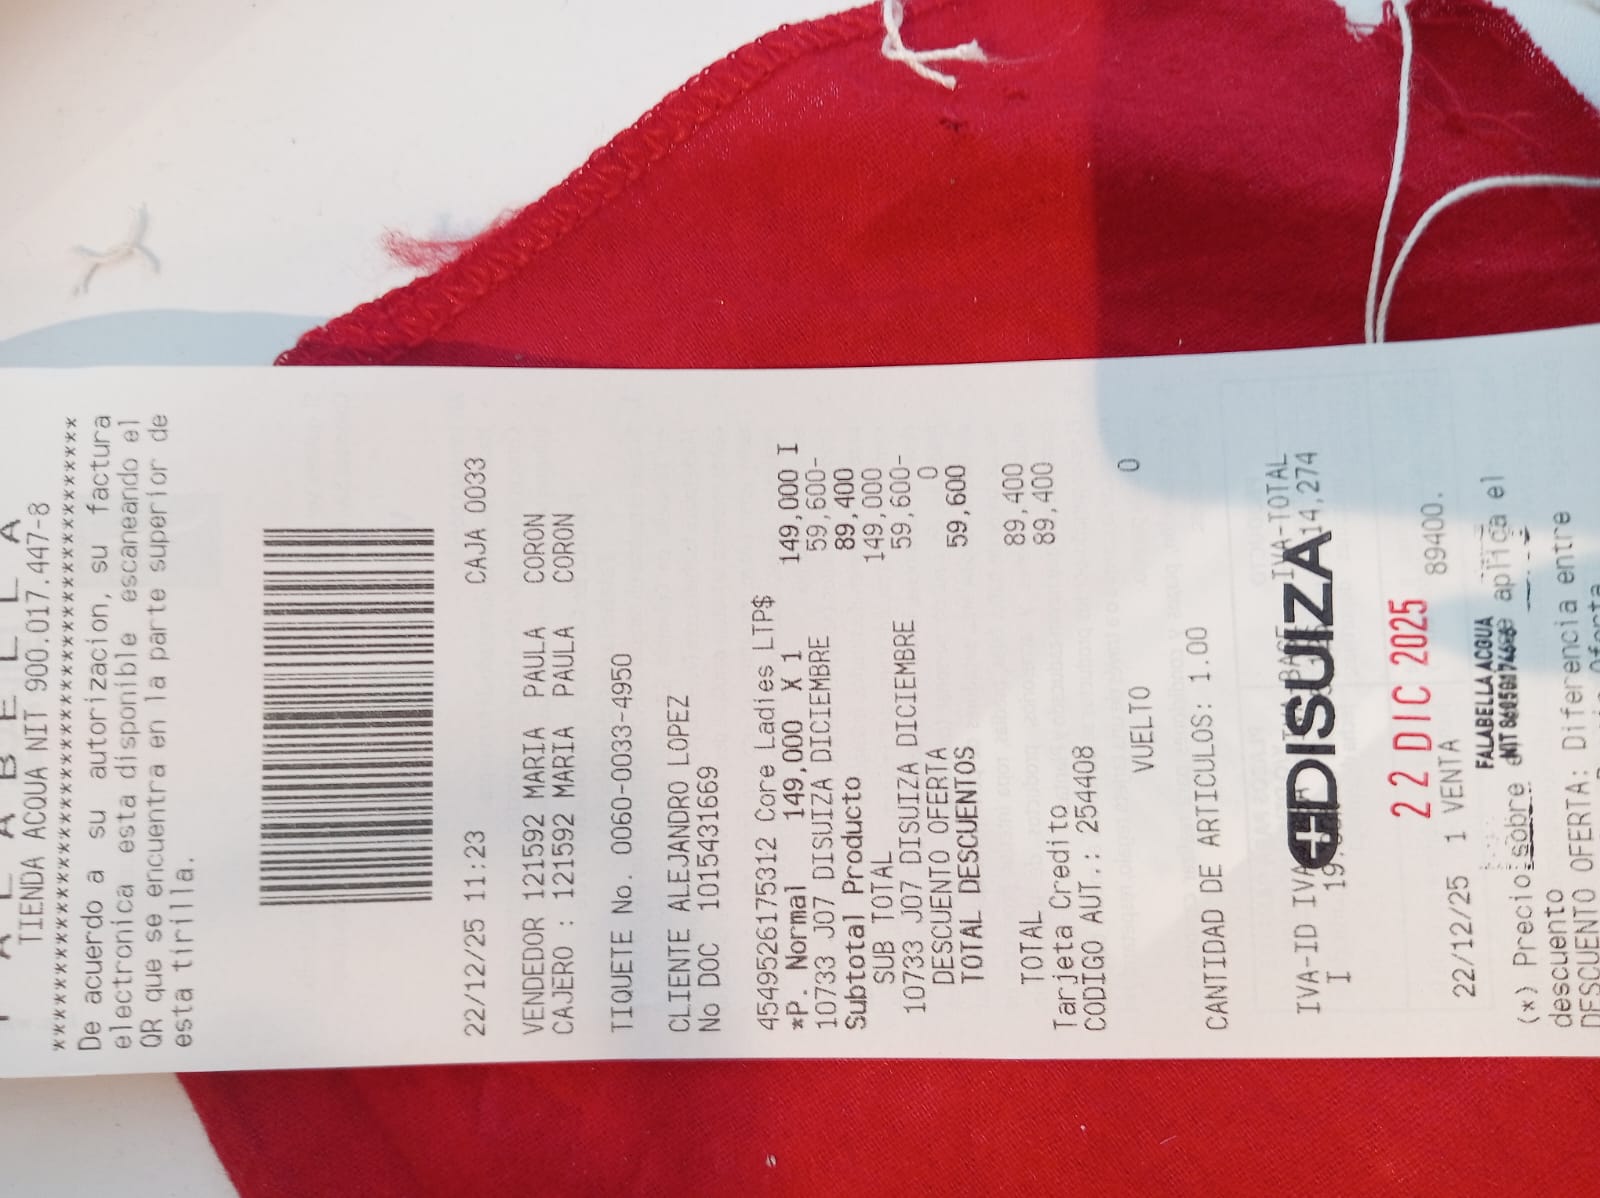 F A L A B E L L A
TIENDA ACQUA NIT 900.017.447-8
De acuerdo a su autorizacion, su factura
electronica esta disponible escaneando el
QR que se encuentra en la parte superior de
esta tirilla.
22/12/25 11:23 CAJA 0033
VENDEDOR 121592 MARIA PAULA CORON
CAJERO : 121592 MARIA PAULA CORON
TIQUETE No. 0060-0033-4950
CLIENTE ALEJANDRO LOPEZ
No DOC 1015431669
4549526175312 Core Ladies LTP$ 149,000 I
*P. Normal 149,000 X 1 59,600-
10733 J07 DISUIZA DICIEMBRE
Subtotal Producto 89,400
SUB TOTAL 149,000
10733 J07 DISUIZA DICIEMBRE 59,600-
DESCUENTO OFERTA 0
TOTAL DESCUENTOS 59,600
TOTAL 89,400
Tarjeta Credito 89,400
CODIGO AUT.: 254408
VUELTO 0
CANTIDAD DE ARTICULOS: 1.00
IVA-ID IVA BASE IVA-TOTAL
I 19. 14,274
DISUIZA
22 DIC 2025
22/12/25 1 VENTA 89400.
FALABELLA ACQUA
NIT
(*) Precio sobre aplica el
descuento
DESCUENTO OFERTA: Diferencia entre